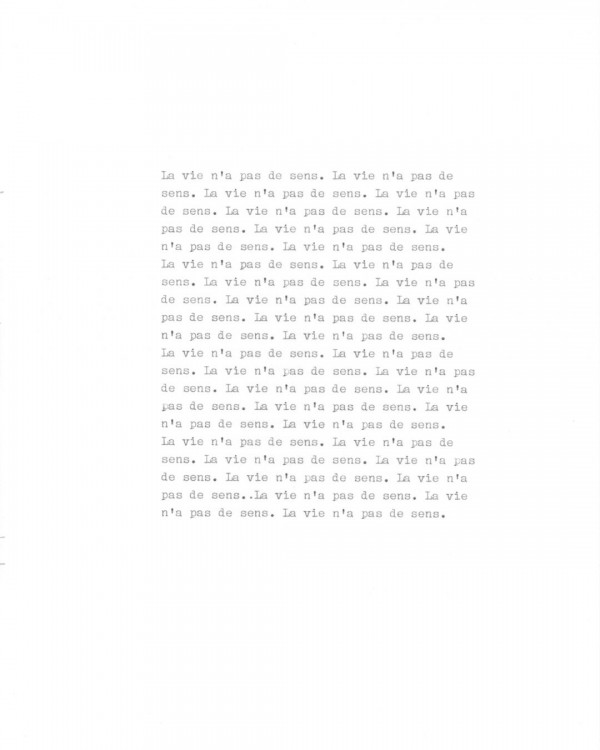 La vie n'a pas de sens. La vie n'a pas de
sens. La vie n'a pas de sens. La vie n'a pas
de sens. La vie n'a pas de sens. La vie n'a
pas de sens. La vie n'a pas de sens. La vie
n'a pas de sens. La vie n'a pas de sens.
La vie n'a pas de sens. La vie n'a pas de
sens. La vie n'a pas de sens. La vie n'a pas
de sens. La vie n'a pas de sens. La vie n'a
pas de sens. La vie n'a pas de sens. La vie
n'a pas de sens. La vie n'a pas de sens.
La vie n'a pas de sens. La vie n'a pas de
sens. La vie n'a pas de sens. La vie n'a pas
de sens. La vie n'a pas de sens. La vie n'a
pas de sens. La vie n'a pas de sens. La vie
n'a pas de sens. La vie n'a pas de sens.
La vie n'a pas de sens. La vie n'a pas de
sens. La vie n'a pas de sens. La vie n'a pas
de sens. La vie n'a pas de sens. La vie n'a
pas de sens..La vie n'a pas de sens. La vie
n'a pas de sens. La vie n'a pas de sens.